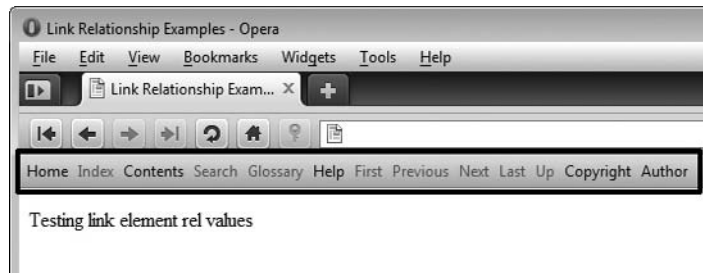 Link Relationship Examples - Opera
File Edit View Bookmarks Widgets Tools Help
Link Relationship Exam...
Home Index Contents Search Glossary Help First Previous Next Last Up Copyright Author
Testing link element rel values